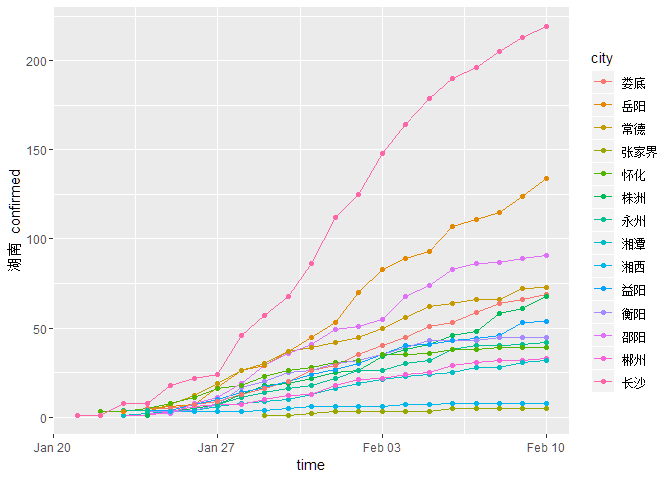 city
娄底
岳阳
常德
张家界
怀化
株洲
永州
湘潭
湘西
益阳
衡阳
邵阳
郴州
长沙
湖南 confirmed
200
150
100
50
0
Jan 20
Jan 27
Feb 03
Feb 10
time